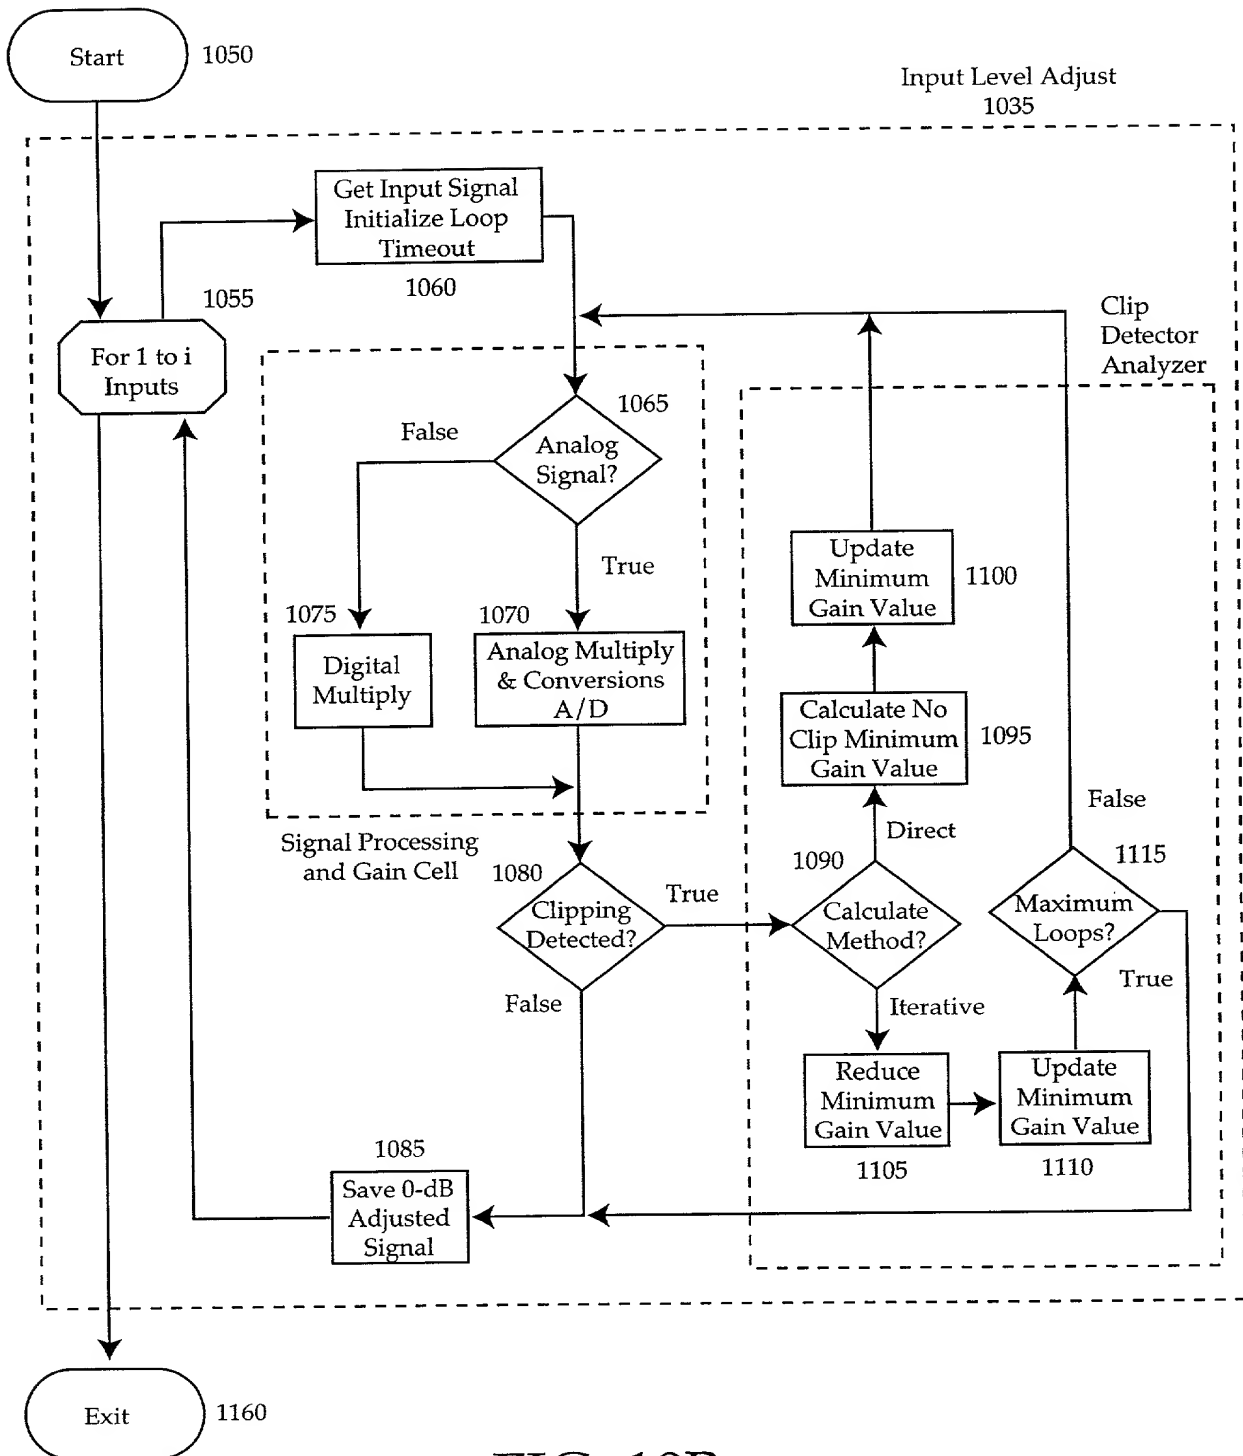 Start
1050
Input Level Adjust
1035
Get Input Signal
Initialize Loop
Timeout
1060
1055
For 1 to i
Inputs
Clip
Detector
Analyzer
1065
False
Analog
Signal?
True
Update
Minimum
Gain Value
1100
1075
1070
Digital
Multiply
Analog Multiply
& Conversions
A/D
Calculate No
Clip Minimum
Gain Value
1095
False
Signal Processing
and Gain Cell
Direct
1080
1090
1115
Clipping
Detected?
True
Calculate
Method?
Maximum
Loops?
False
True
Iterative
Reduce
Minimum
Gain Value
1105
Update
Minimum
Gain Value
1110
1085
Save 0-dB
Adjusted
Signal
Exit
1160